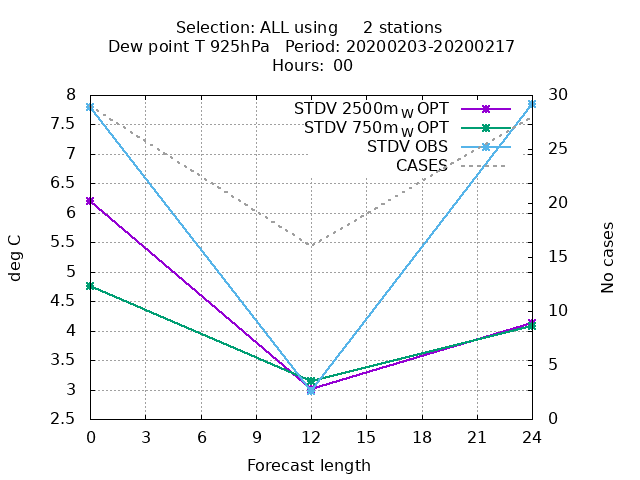 Selection: ALL using     2 stations
Dew point T 925hPa   Period: 20200203-20200217
Hours:  00
STDV 2500m_W OPT
STDV 750m_W OPT
STDV OBS
CASES
8
7.5
7
6.5
6
5.5
5
4.5
4
3.5
3
2.5
deg C
30
25
20
15
10
5
0
No cases
0 3 6 9 12 15 18 21 24
Forecast length